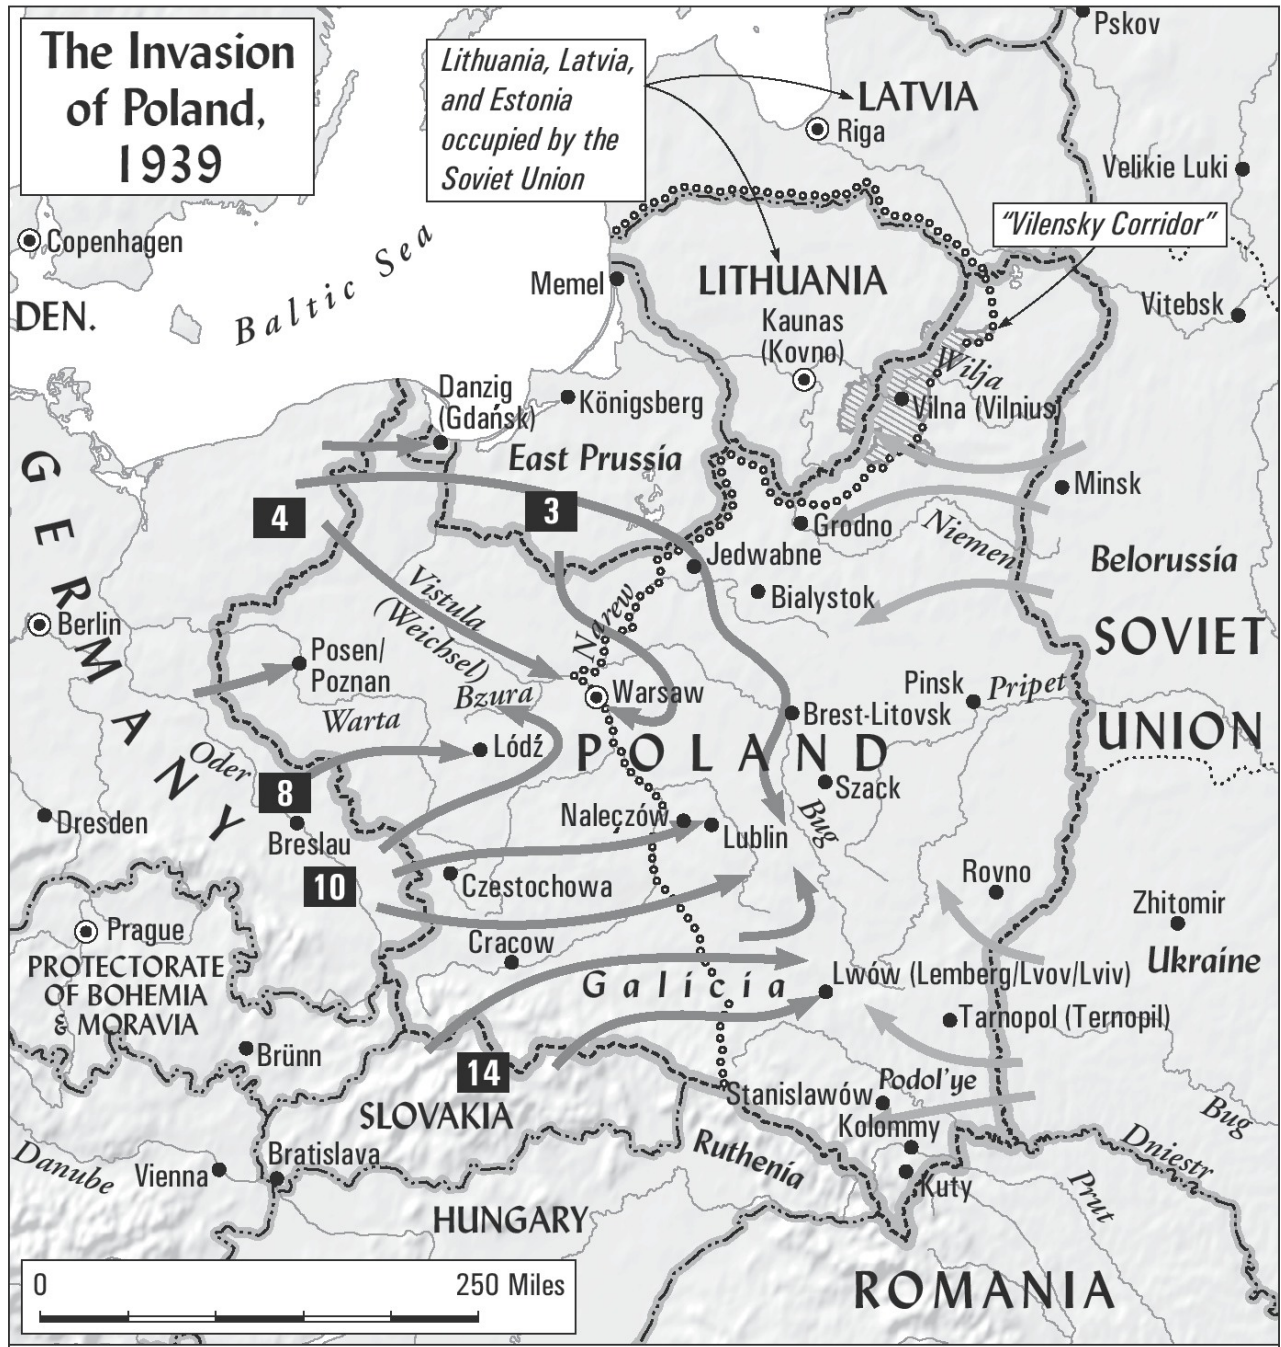 The Invasion
of Poland,
1939
Lithuania, Latvia,
and Estonia
occupied by the
Soviet Union
Pskov
LATVIA
Riga
Velikie Luki
"Vilensky Corridor"
Copenhagen
DEN.
Baltic Sea
Memel
LITHUANIA
Kaunas
(Kovno)
Vitebsk
Wilja
Vilna (Vilnius)
Danzig
(Gdańsk)
Königsberg
East Prussia
GERMANY
4
3
Minsk
Grodno
Niemen
Jedwabne
Belorussia
Bialystok
Narew
Vistula
(Weichsel)
Berlin
SOVIET
UNION
Posen/
Poznan
Warta
Bzura
Warsaw
Pinsk
Pripet
Brest-Litovsk
Lódź
POLAND
Oder
8
Szack
Bug
Dresden
Breslau
Naleczów
Lublin
10
Czestochowa
Rovno
Zhitomir
Ukraine
Prague
PROTECTORATE
OF BOHEMIA
& MORAVIA
Cracow
Galicia
Lwów (Lemberg/Lvov/Lviv)
Tarnopol (Ternopil)
Brünn
14
SLOVAKIA
Stanislawów
Podol'ye
Kolommy
Kuty
Bug
Dniestr
Prut
Ruthenia
Danube
Vienna
Bratislava
HUNGARY
ROMANIA
0 250 Miles